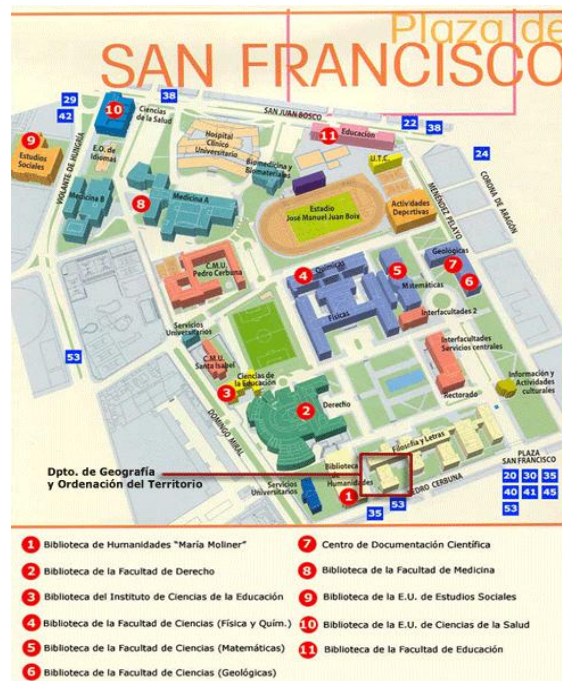 Plaza de
SAN FRANCISCO
38
29
42
10
Ciencias
de la Salud
SAN JUAN BOSCO
11
Educación
22
38
9
Estudios
Sociales
E.O. de
Idiomas
VIOLANTE DE HUNGRÍA
Hospital
Clínico
Universitario
Biomedicina y
Biomateriales
U.T.C.
24
MENÉNDEZ PELAYO
CORONA DE ARAGÓN
Medicina B
8
Medicina A
Estadio
José Manuel Juan Boix
Actividades
Deportivas
C.M.U.
Pedro Cerbuna
4
Químicas
5
Matemáticas
Geológicas
7
6
Físicas
Interfacultades 2
Servicios
Universitarios
53
C.M.U.
Santa Isabel
Interfacultades
Servicios centrales
Rectorado
Información y
Actividades
culturales
3
Ciencias de
la Educación
2
Derecho
DOMINGO MIRAL
Filosofía y Letras
Biblioteca
Humanidades
PLAZA
SAN FRANCISCO
20 30 35
40 41 45
53
Dpto. de Geografía
y Ordenación del Territorio
Servicios
Universitarios
1
PEDRO CERBUNA
53
35
1 Biblioteca de Humanidades "María Moliner"
2 Biblioteca de la Facultad de Derecho
3 Biblioteca del Instituto de Ciencias de la Educación
4 Biblioteca de la Facultad de Ciencias (Física y Quím.)
5 Biblioteca de la Facultad de Ciencias (Matemáticas)
6 Biblioteca de la Facultad de Ciencias (Geológicas)
7 Centro de Documentación Científica
8 Biblioteca de la Facultad de Medicina
9 Biblioteca de la E.U. de Estudios Sociales
10 Biblioteca de la E.U. de Ciencias de la Salud
11 Biblioteca de la Facultad de Educación